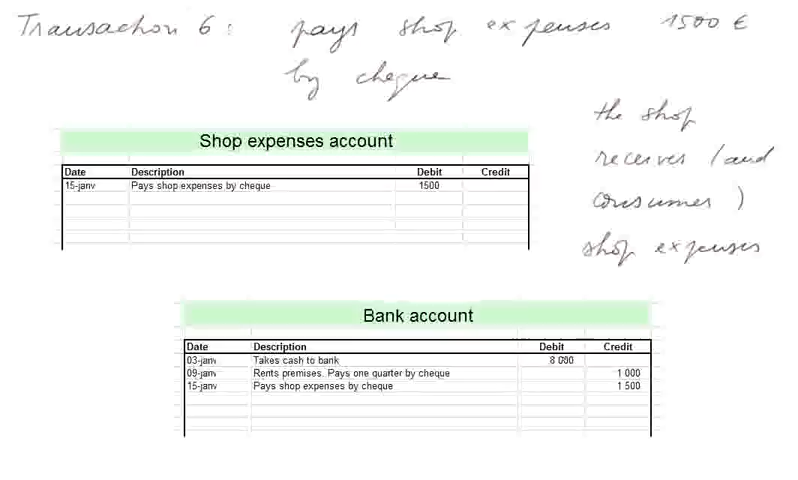 Transaction 6: pays shop expenses 1500 €
by cheque
the shop
receives (and
consumes)
shop expenses
Shop expenses account
Date Description Debit Credit
15-janv Pays shop expenses by cheque 1500
Bank account
Date Description Debit Credit
03-janv Takes cash to bank 8 000
09-janv Rents premises. Pays one quarter by cheque 1 000
15-janv Pays shop expenses by cheque 1 500